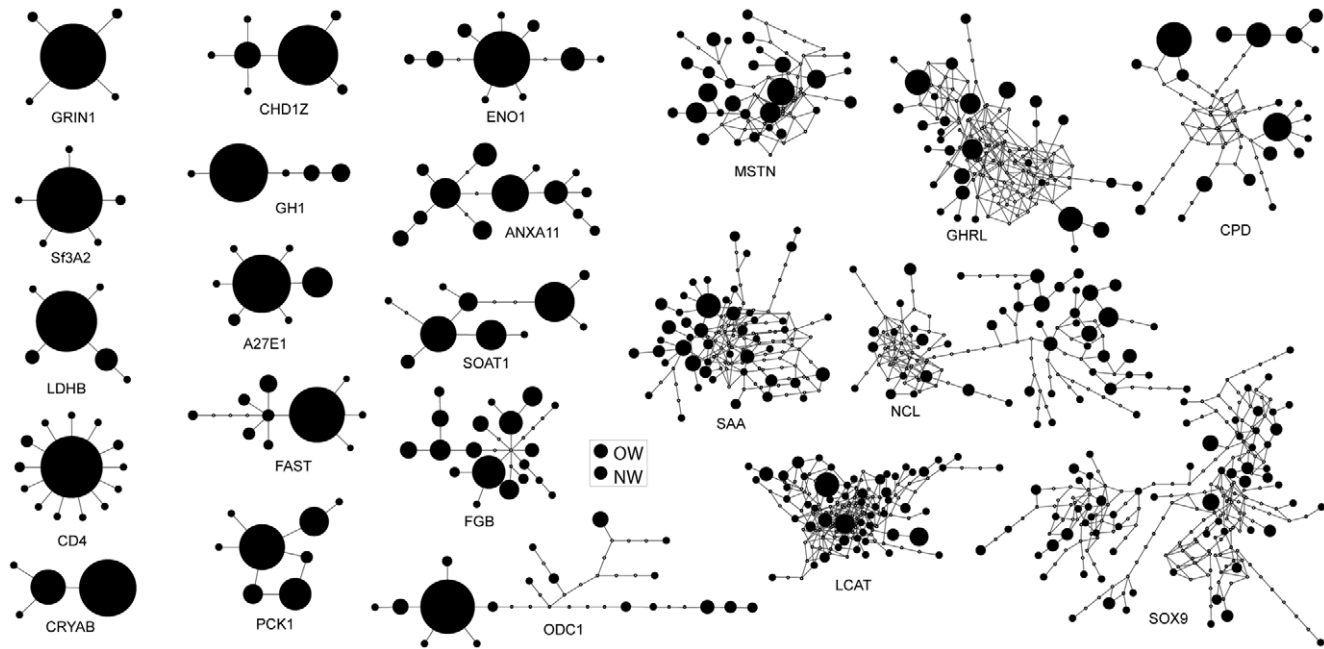 GRIN1
CHD1Z
ENO1
MSTN
GHRL
CPD
Sf3A2
GH1
ANXA11
LDHB
A27E1
SOAT1
SAA
NCL
CD4
FAST
FGB
OW
NW
LCAT
SOX9
CRYAB
PCK1
ODC1